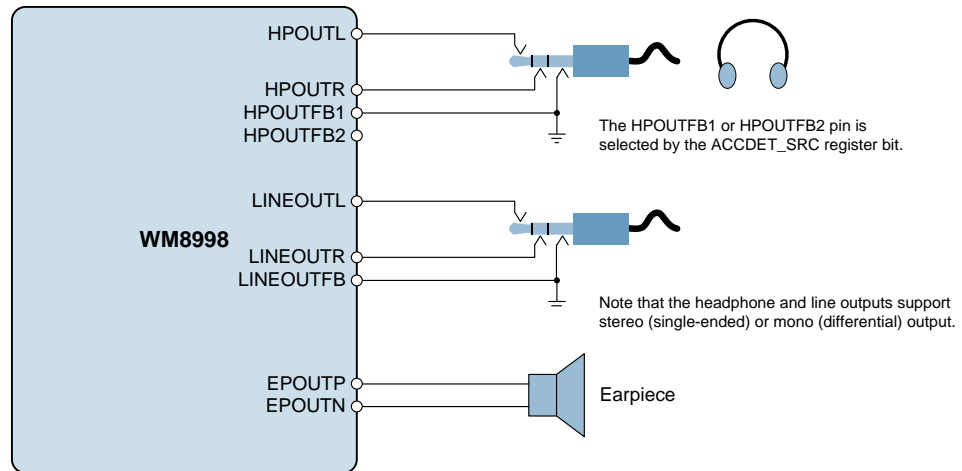 HPOUTL
HPOUTR
HPOUTFB1
HPOUTFB2
The HPOUTFB1 or HPOUTFB2 pin is
selected by the ACCDET_SRC register bit.
LINEOUTL
WM8998
LINEOUTR
LINEOUTFB
Note that the headphone and line outputs support
stereo (single-ended) or mono (differential) output.
EPOUTP
EPOUTN
Earpiece